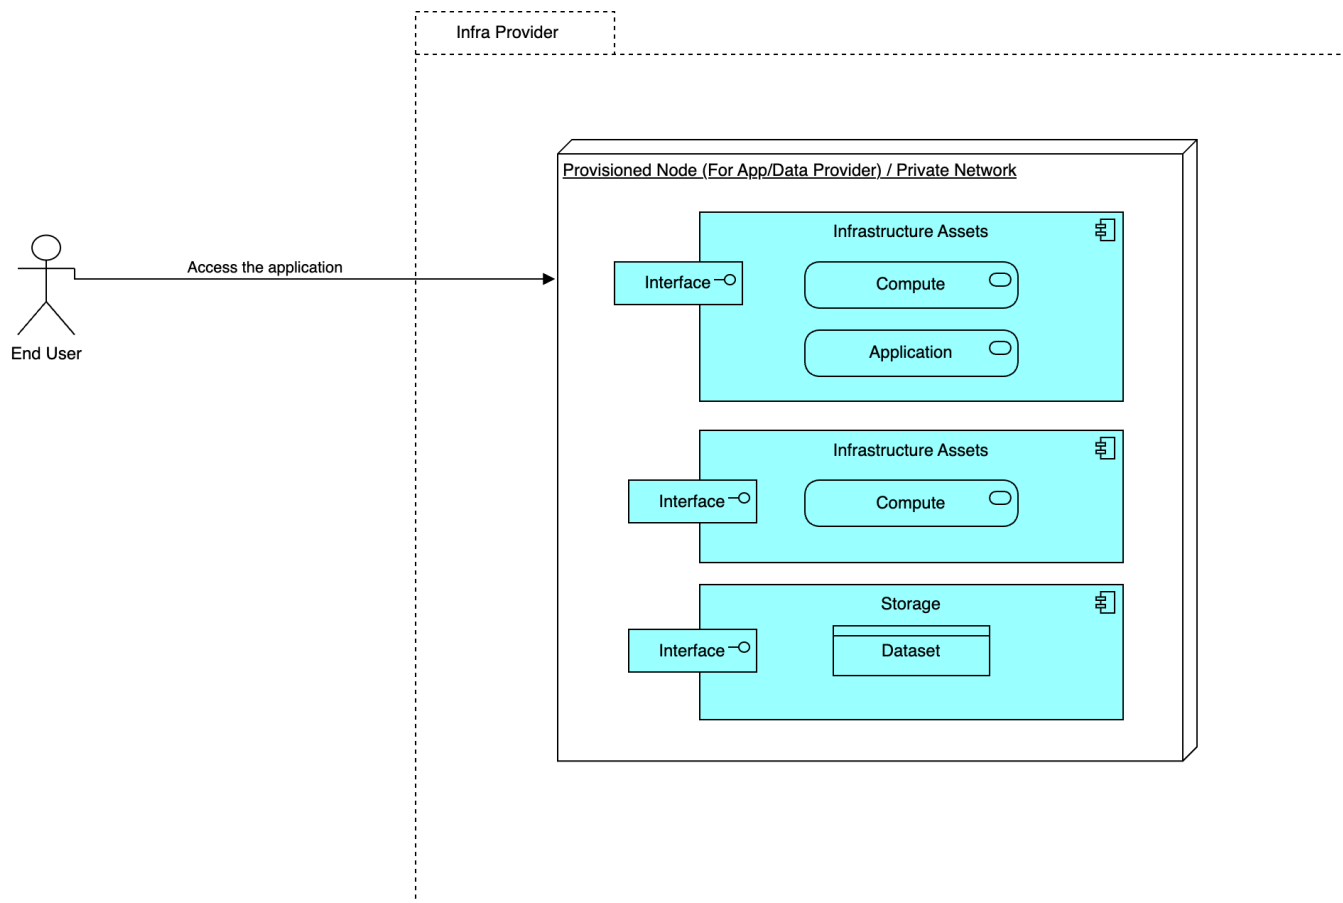 Infra Provider
Provisioned Node (For App/Data Provider) / Private Network
Infrastructure Assets
Interface
Compute
Application
Access the application
End User
Infrastructure Assets
Interface
Compute
Storage
Interface
Dataset